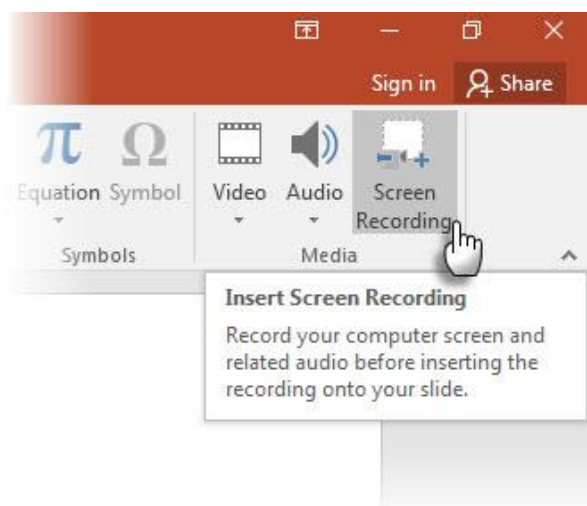 Sign in Share
Equation Symbol Video Audio Screen
Recording
Symbols Media
Insert Screen Recording
Record your computer screen and
related audio before inserting the
recording onto your slide.